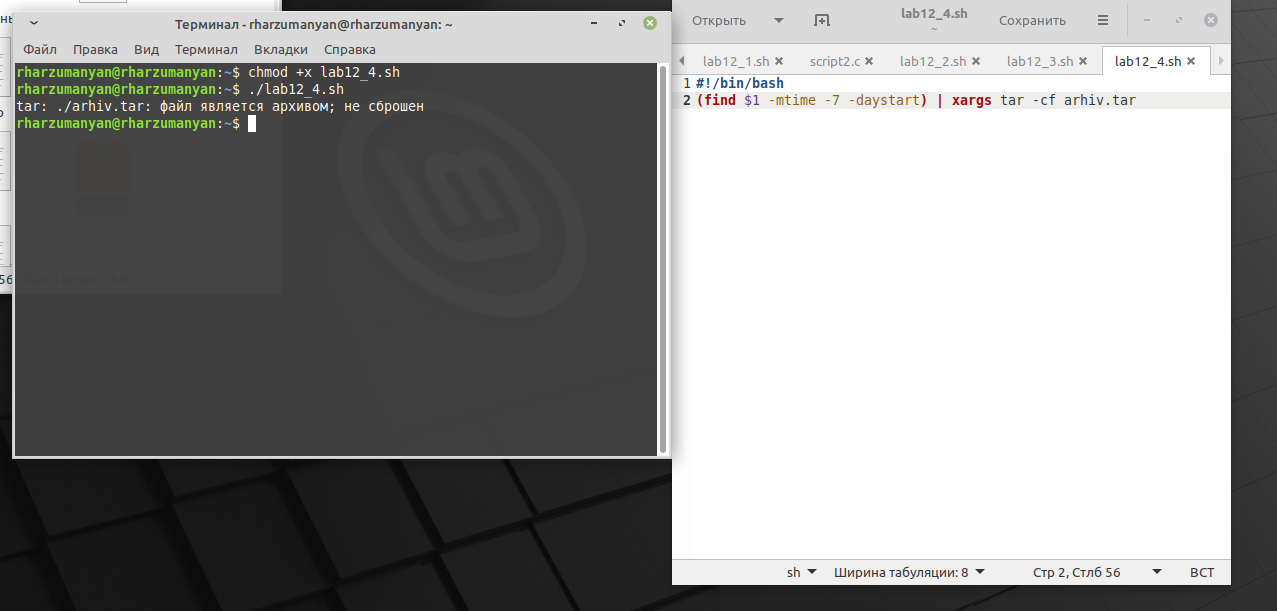 Терминал - rharzumanyan@rharzumanyan: ~
Файл Правка Вид Терминал Вкладки Справка
rharzumanyan@rharzumanyan:~$ chmod +x lab12_4.sh
rharzumanyan@rharzumanyan:~$ ./lab12_4.sh
tar: ./arhiv.tar: файл является архивом; не сброшен
rharzumanyan@rharzumanyan:~$
Открыть
lab12_4.sh
~
Сохранить
lab12_1.sh script2.c lab12_2.sh lab12_3.sh lab12_4.sh
1 #!/bin/bash
2 (find $1 -mtime -7 -daystart) | xargs tar -cf arhiv.tar
sh Ширина табуляции: 8 Стр 2, Стлб 56 ВСТ